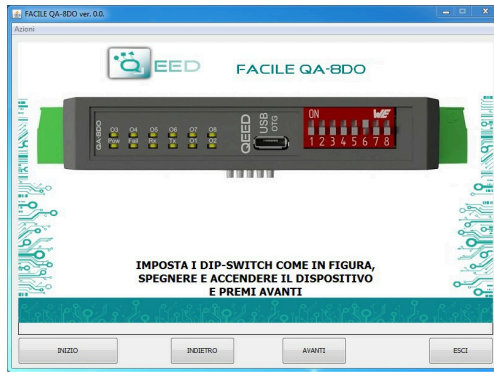 FACILE QA-8DO ver. 0.0.
Azioni
QEED
FACILE QA-8DO
QA-8DO
O3 O4 O5 O6 O7 O8
Pow Fail Rx Tx O1 O2
QEED
USB
OTG
ON
WE
1 2 3 4 5 6 7 8
IMPOSTA I DIP-SWITCH COME IN FIGURA,
SPEGNERE E ACCENDERE IL DISPOSITIVO
E PREMI AVANTI
INIZIO
INDIETRO
AVANTI
ESCI